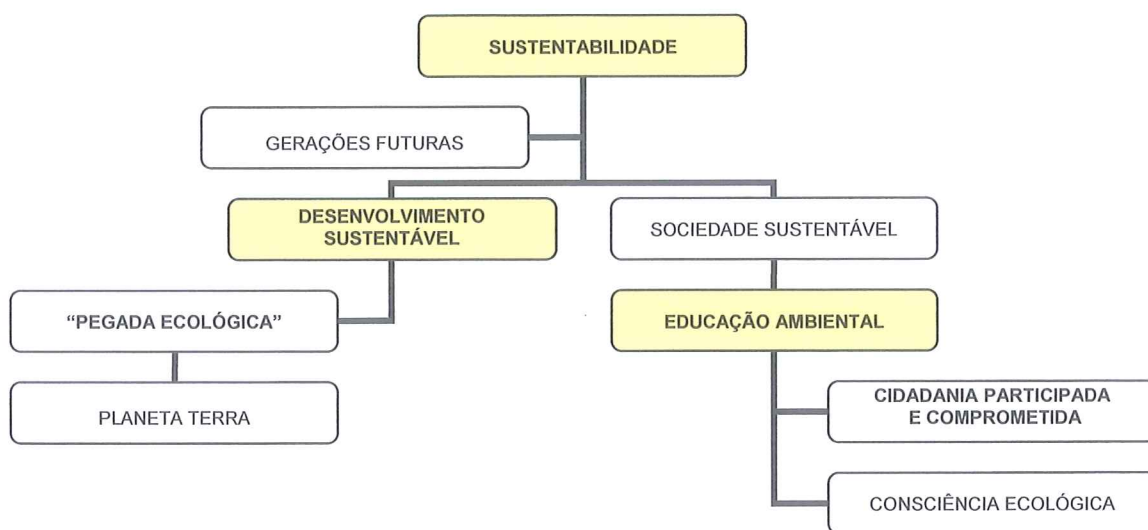 SUSTENTABILIDADE
GERAÇÕES FUTURAS
DESENVOLVIMENTO
SUSTENTÁVEL
SOCIEDADE SUSTENTÁVEL
“PEGADA ECOLÓGICA”
EDUCAÇÃO AMBIENTAL
PLANETA TERRA
CIDADANIA PARTICIPADA
E COMPROMETIDA
CONSCIÊNCIA ECOLÓGICA